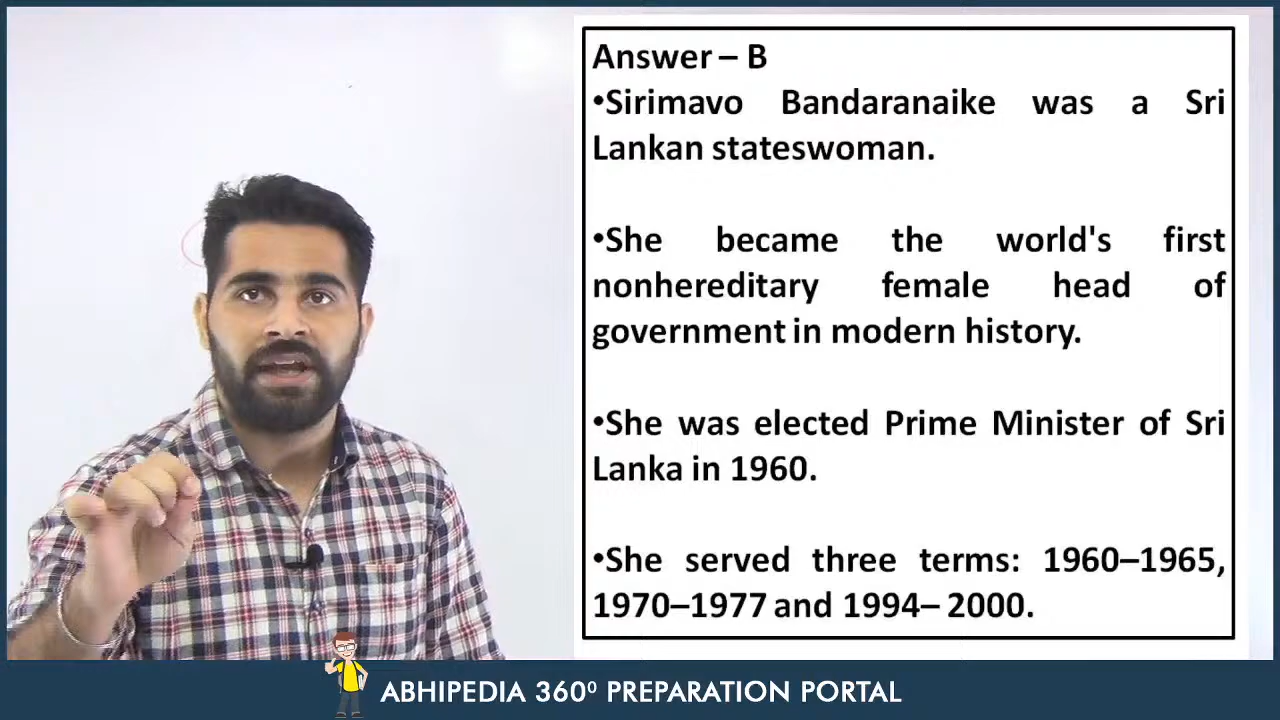 Answer – B
•Sirimavo Bandaranaike was a Sri
Lankan stateswoman.
•She became the world's first
nonhereditary female head of
government in modern history.
•She was elected Prime Minister of Sri
Lanka in 1960.
•She served three terms: 1960–1965,
1970–1977 and 1994– 2000.
ABHIPEDIA 360⁰ PREPARATION PORTAL